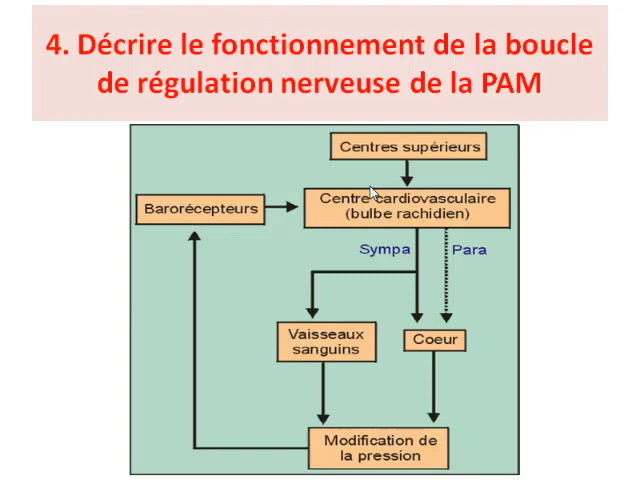 4. Décrire le fonctionnement de la boucle
de régulation nerveuse de la PAM
Centres supérieurs
Barorécepteurs
Centre cardiovasculaire
(bulbe rachidien)
Sympa
Para
Vaisseaux
sanguins
Coeur
Modification de
la pression